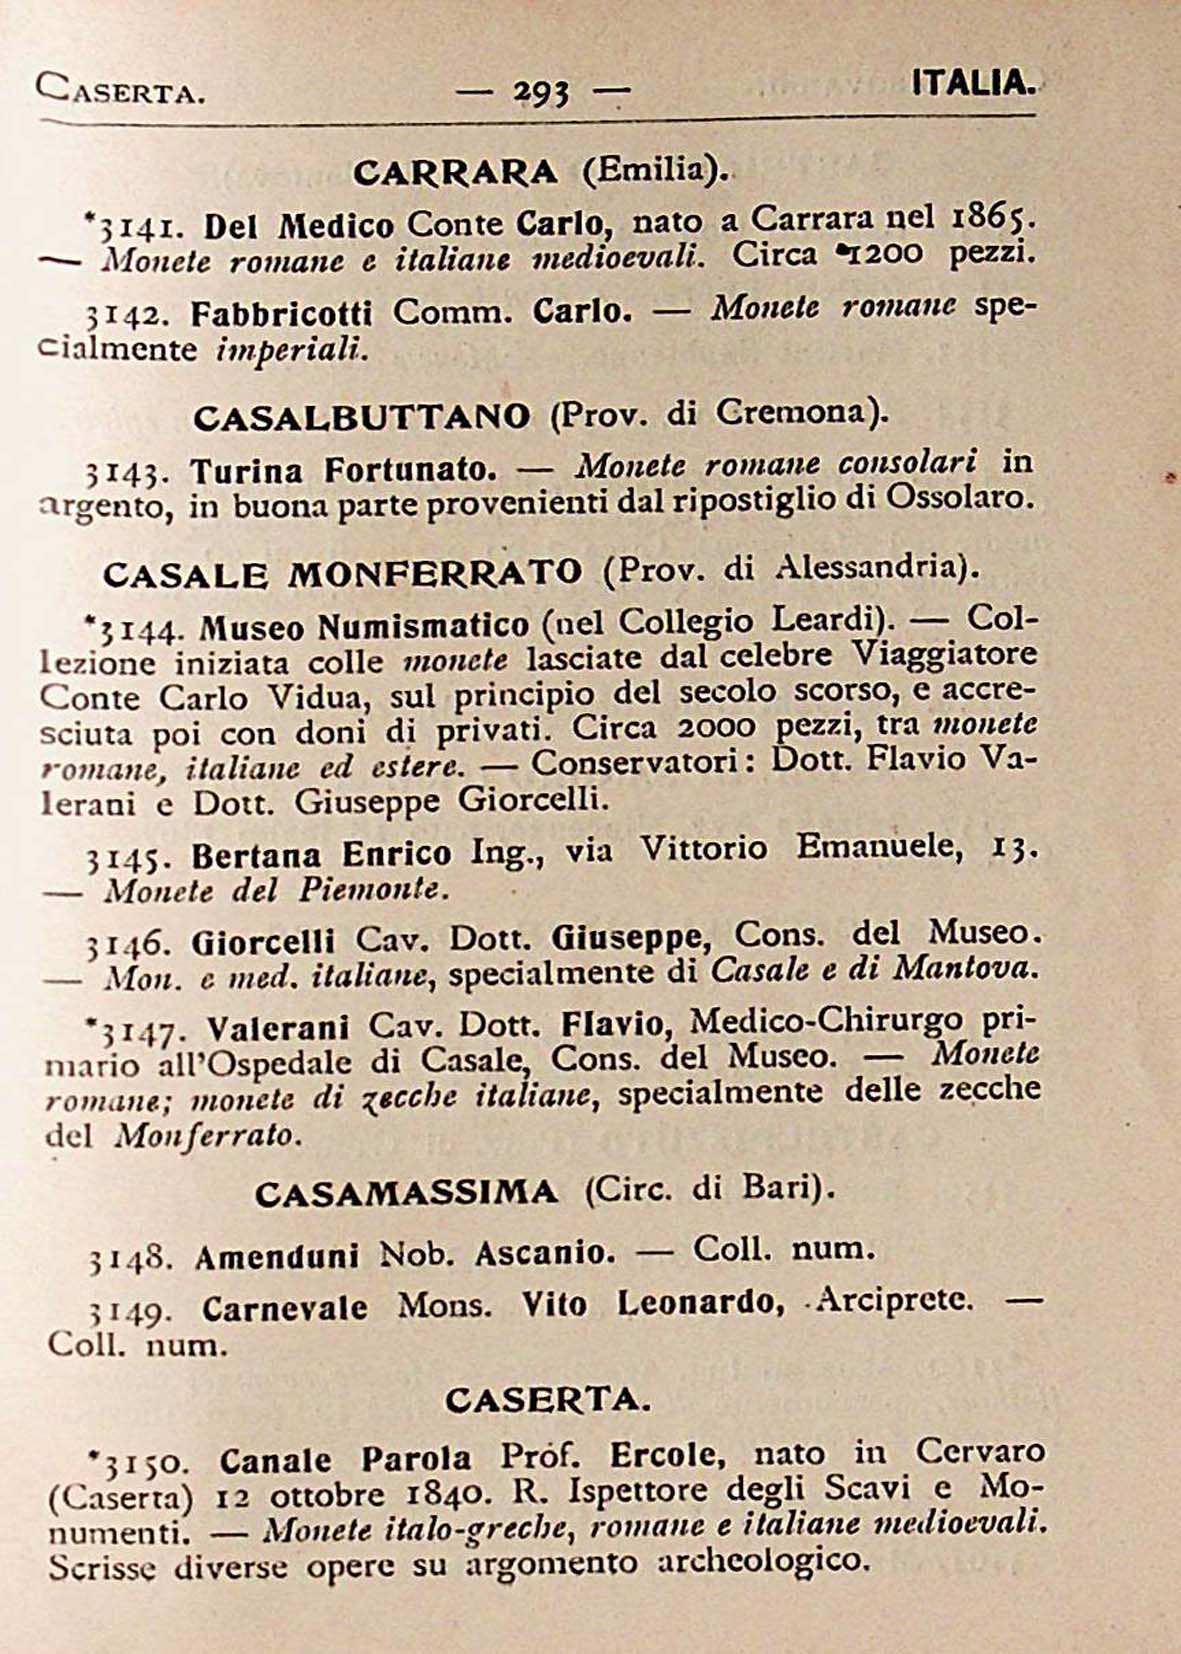 CASERTA. — 293 — ITALIA.
CARRARA (Emilia).
*3141. Del Medico Conte Carlo, nato a Carrara nel 1865.
— Monete romane e italiane medioevali. Circa 1200 pezzi.
3142. Fabbricotti Comm. Carlo. — Monete romane spe-
cialmente imperiali.
CASALBUTTANO (Prov. di Cremona).
3143. Turina Fortunato. — Monete romane consolari in
argento, in buona parte provenienti dal ripostiglio di Ossolaro.
CASALE MONFERRATO (Prov. di Alessandria).
*3144. Museo Numismatico (nel Collegio Leardi). — Col-
lezione iniziata colle monete lasciate dal celebre Viaggiatore
Conte Carlo Vidua, sul principio del secolo scorso, e accre-
sciuta poi con doni di privati. Circa 2000 pezzi, tra monete
romane, italiane ed estere. — Conservatori: Dott. Flavio Va-
lerani e Dott. Giuseppe Giorcelli.
3145. Bertana Enrico Ing., via Vittorio Emanuele, 13.
— Monete del Piemonte.
3146. Giorcelli Cav. Dott. Giuseppe, Cons. del Museo.
— Mon. e med. italiane, specialmente di Casale e di Mantova.
*3147. Valerani Cav. Dott. Flavio, Medico-Chirurgo pri-
mario all'Ospedale di Casale, Cons. del Museo. — Monete
romane; monete di zecche italiane, specialmente delle zecche
del Monferrato.
CASAMASSIMA (Circ. di Bari).
3148. Amenduni Nob. Ascanio. — Coll. num.
3149. Carnevale Mons. Vito Leonardo, Arciprete. —
Coll. num.
CASERTA.
*3150. Canale Parola Prof. Ercole, nato in Cervaro
(Caserta) 12 ottobre 1840. R. Ispettore degli Scavi e Mo-
numenti. — Monete italo-greche, romane e italiane medioevali.
Scrisse diverse opere su argomento archeologico.